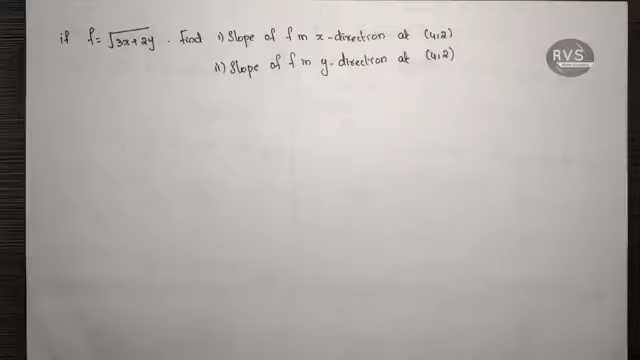 if f = √3x+2y . Find i) Slope of f in x-direction at (4,2)
ii) Slope of f in y-direction at (4,2)
RVS